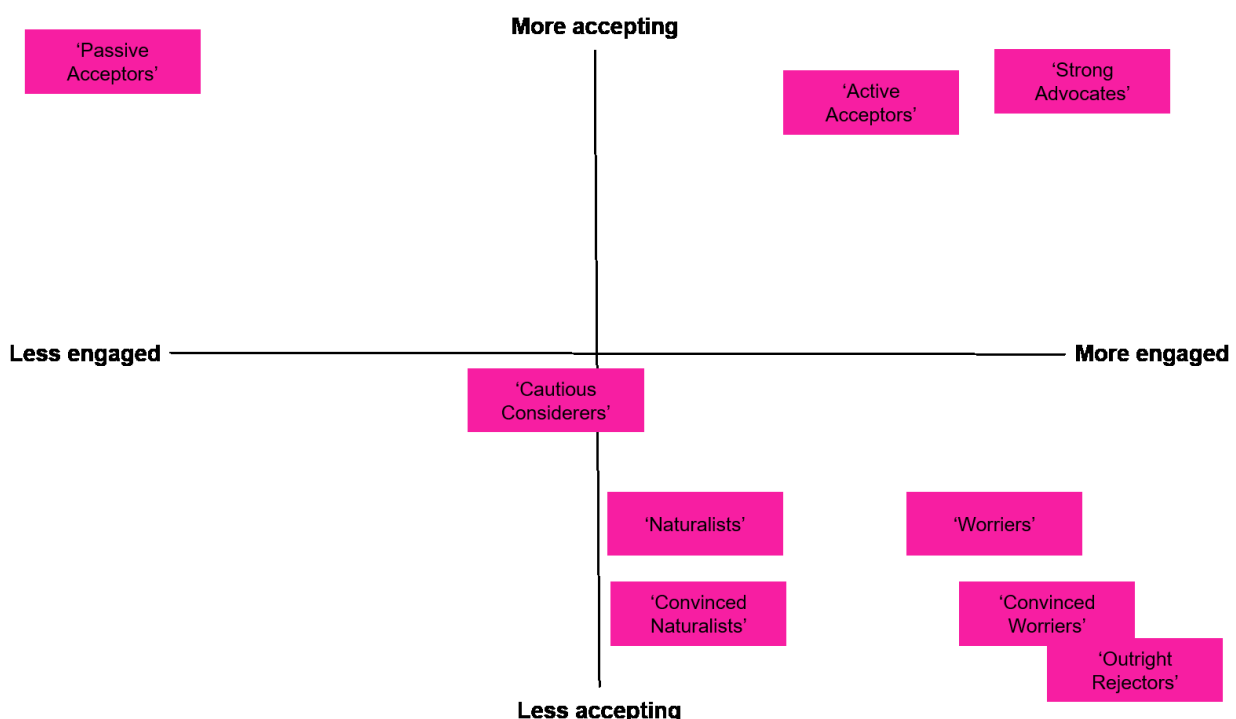 More accepting
‘Passive
Acceptors’
‘Strong
Advocates’
‘Active
Acceptors’
Less engaged
More engaged
‘Cautious
Considerers’
‘Naturalists’
‘Worriers’
‘Convinced
Naturalists’
‘Convinced
Worriers’
‘Outright
Rejectors’
Less accepting